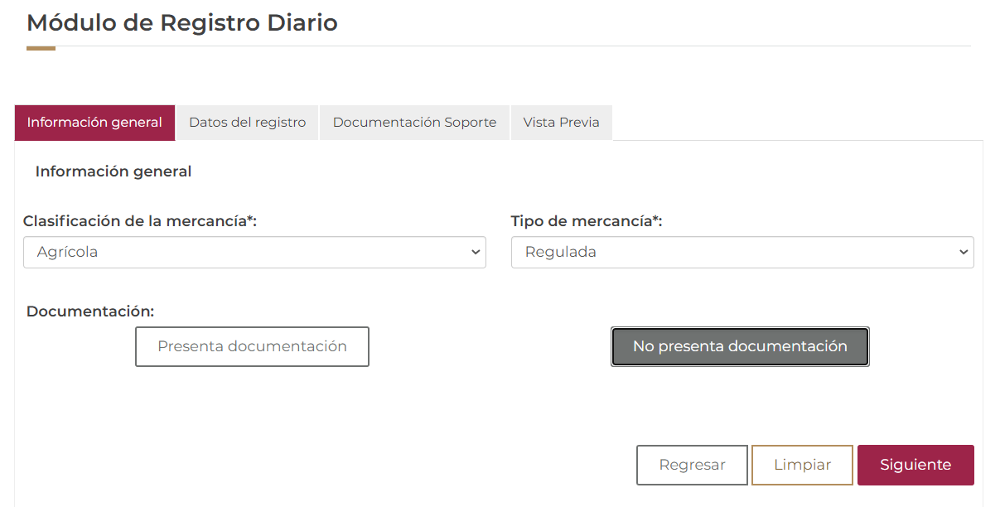 Módulo de Registro Diario
Información general
Datos del registro
Documentación Soporte
Vista Previa
Información general
Clasificación de la mercancía*:
Tipo de mercancía*:
Agrícola
Regulada
Documentación:
Presenta documentación
No presenta documentación
Regresar
Limpiar
Siguiente